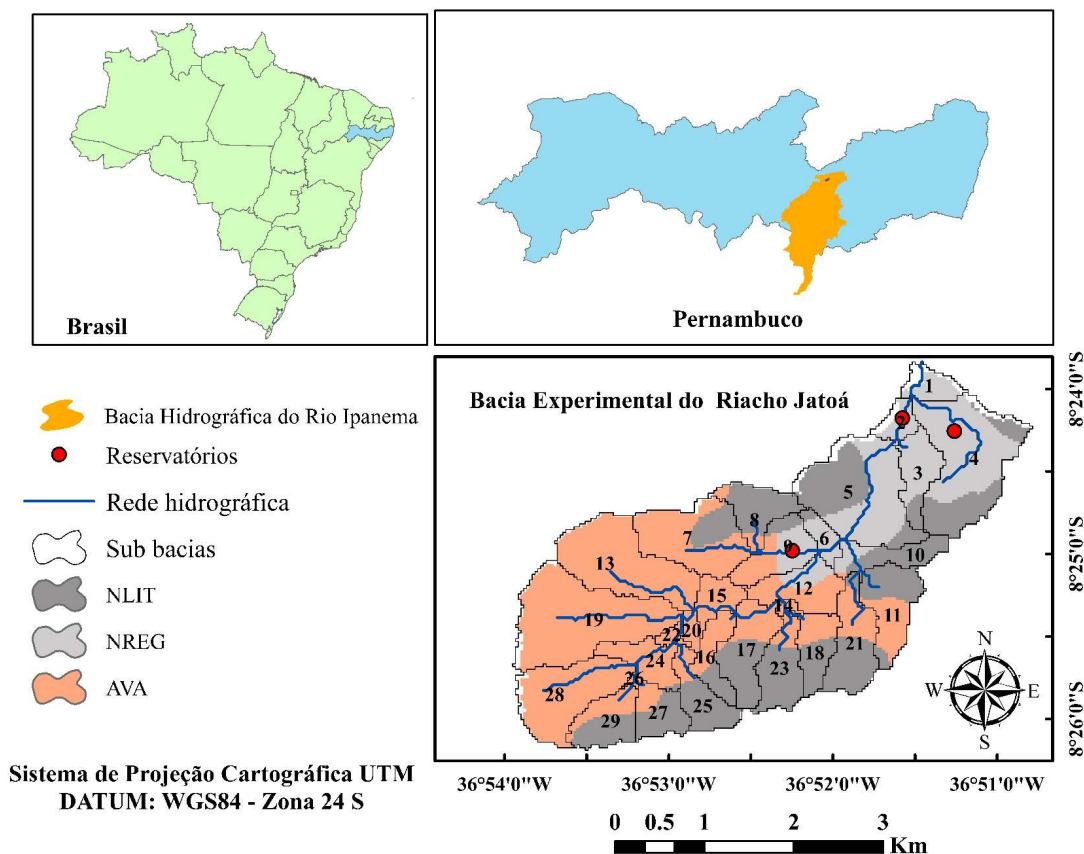 Brasil
Pernambuco
Bacia Hidrográfica do Rio Ipanema
Reservatórios
Rede hidrográfica
Sub bacias
NLIT
NREG
AVA
Sistema de Projeção Cartográfica UTM
DATUM: WGS84 - Zona 24 S
Bacia Experimental do Riacho Jatoá
1
2
3
4
5
6
7
8
9
10
11
12
13
14
15
16
17
18
19
20
21
22
23
24
25
26
27
28
29
N
W E
S
8°24'0"S
8°25'0"S
8°26'0"S
36°54'0"W 36°53'0"W 36°52'0"W 36°51'0"W
0 0.5 1 2 3
Km